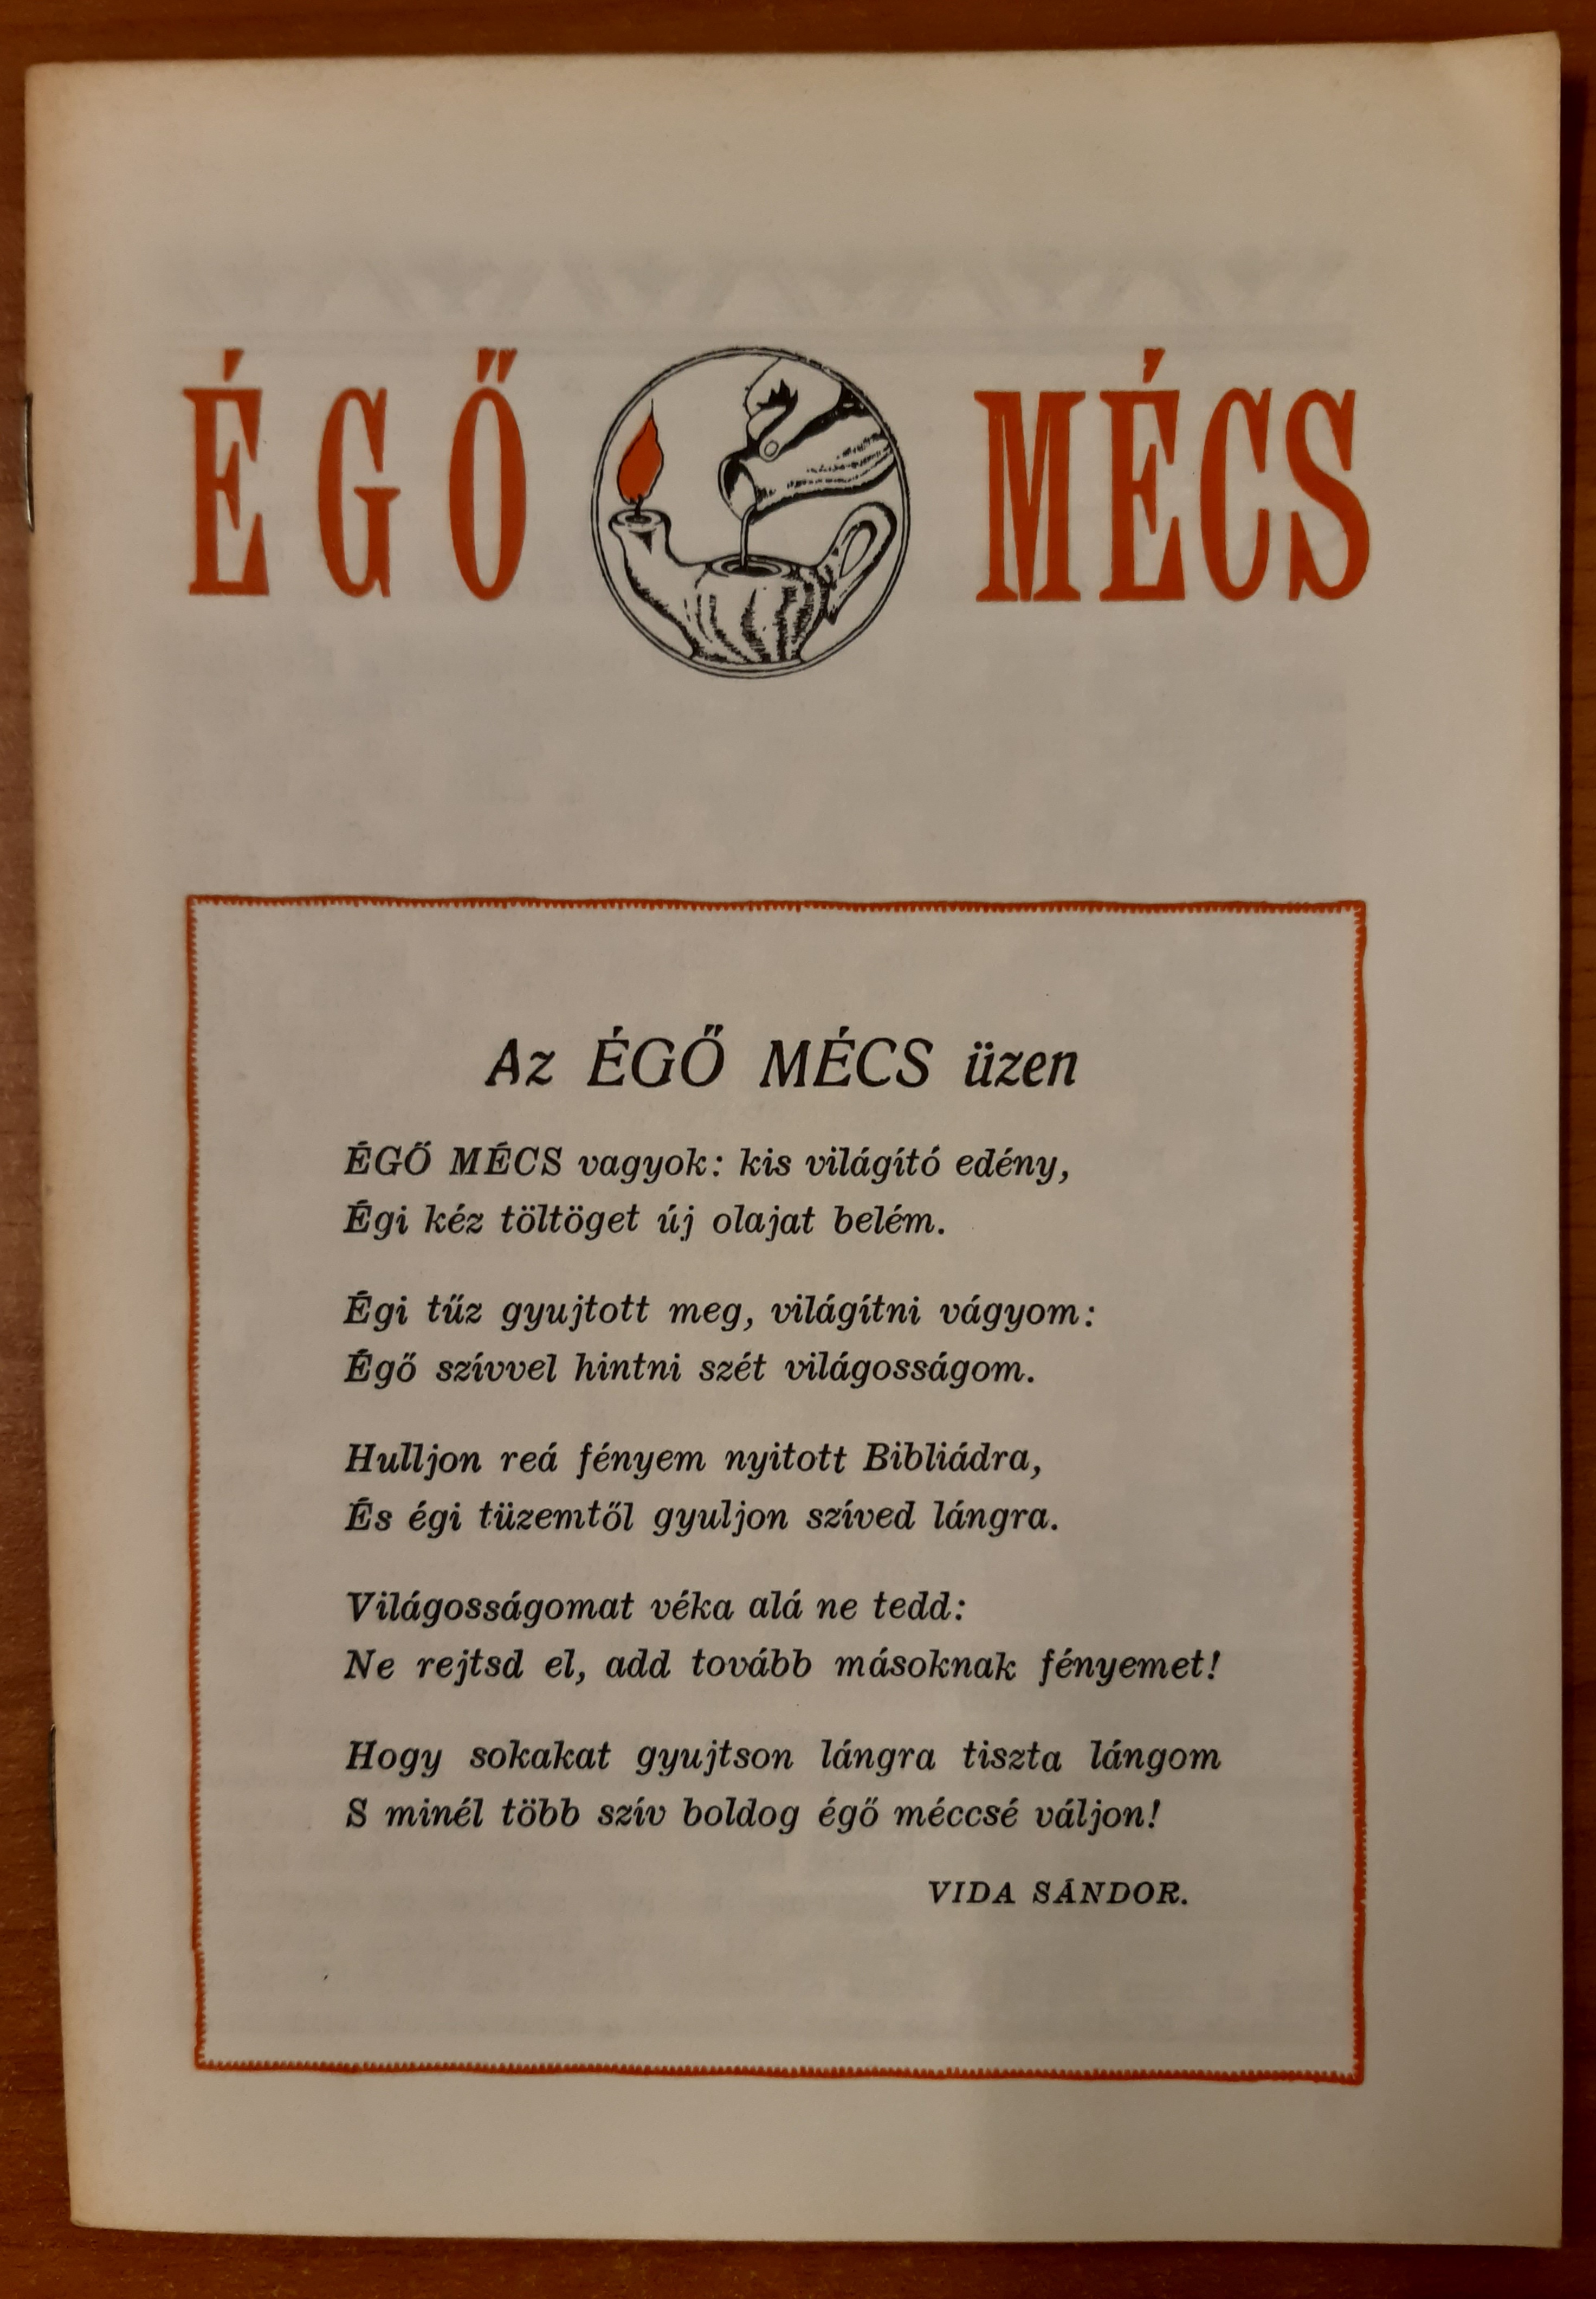 ÉGŐ MÉCS
Az ÉGŐ MÉCS üzen
ÉGŐ MÉCS vagyok: kis világító edény,
Égi kéz töltöget új olajat belém.
Égi tűz gyujtott meg, világítni vágyom:
Égő szívvel hintni szét világosságom.
Hulljon reá fényem nyitott Bibliádra,
És égi tüzemtől gyuljon szíved lángra.
Világosságomat véka alá ne tedd:
Ne rejtsd el, add tovább másoknak fényemet!
Hogy sokakat gyujtson lángra tiszta lángom
S minél több szív boldog égő méccsé váljon!
VIDA SÁNDOR.